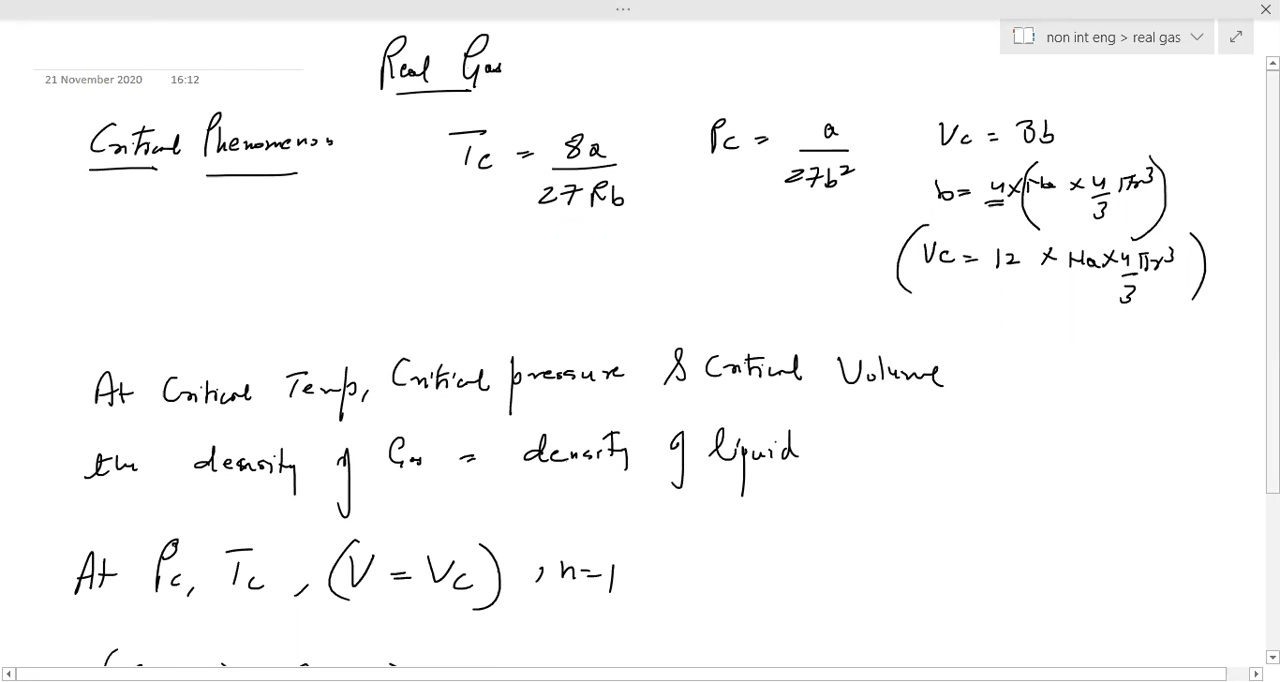 ...
non int eng > real gas
Real Gas
21 November 2020 16:12
Critical Phenomenon
Tc = 8a / 27Rb
Pc = a / 27b²
Vc = 3b
b = 4 × (Na × 4/3 πr³)
(Vc = 12 × Na × 4/3 πr³)
At Critical Temp, Critical pressure & Critical Volume
the density of Gas = density of liquid
At Pc, Tc, (V = Vc), n=1